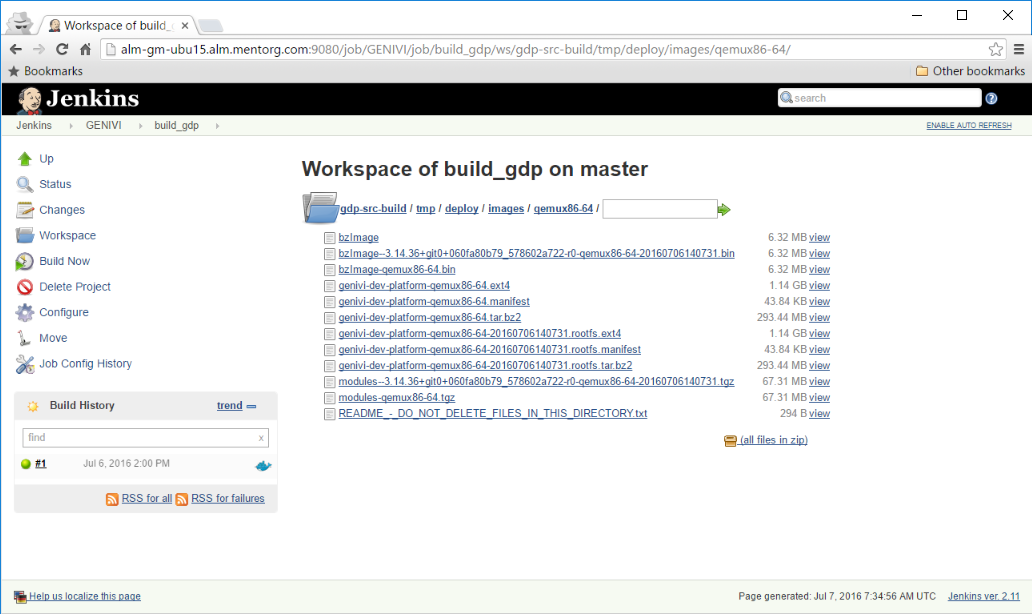 Workspace of build_
alm-gm-ubu15.alm.mentorg.com:9080/job/GENIVI/job/build_gdp/ws/gdp-src-build/tmp/deploy/images/qemux86-64/
Bookmarks Other bookmarks
Jenkins search
Jenkins GENIVI build_gdp ENABLE AUTO REFRESH
Up
Status
Changes
Workspace
Build Now
Delete Project
Configure
Move
Job Config History
Build History trend
find x
#1 Jul 6, 2016 2:00 PM
RSS for all RSS for failures
Workspace of build_gdp on master
gdp-src-build / tmp / deploy / images / qemux86-64 /
bzImage 6.32 MB view
bzImage--3.14.36+git0+060fa80b79_578602a722-r0-qemux86-64-20160706140731.bin 6.32 MB view
bzImage-qemux86-64.bin 6.32 MB view
genivi-dev-platform-qemux86-64.ext4 1.14 GB view
genivi-dev-platform-qemux86-64.manifest 43.84 KB view
genivi-dev-platform-qemux86-64.tar.bz2 293.44 MB view
genivi-dev-platform-qemux86-64-20160706140731.rootfs.ext4 1.14 GB view
genivi-dev-platform-qemux86-64-20160706140731.rootfs.manifest 43.84 KB view
genivi-dev-platform-qemux86-64-20160706140731.rootfs.tar.bz2 293.44 MB view
modules--3.14.36+git0+060fa80b79_578602a722-r0-qemux86-64-20160706140731.tgz 67.31 MB view
modules-qemux86-64.tgz 67.31 MB view
README_-_DO_NOT_DELETE_FILES_IN_THIS_DIRECTORY.txt 294 B view
(all files in zip)
Help us localize this page Page generated: Jul 7, 2016 7:34:56 AM UTC Jenkins ver. 2.11